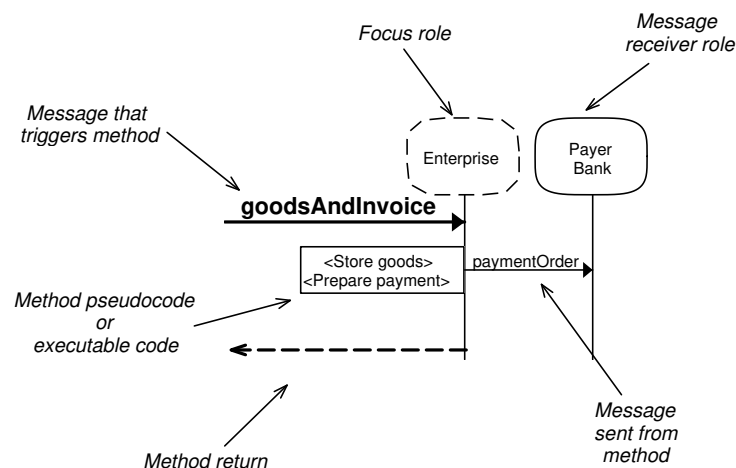 Focus role
Message
receiver role
Message that
triggers method
Enterprise
Payer
Bank
goodsAndInvoice
<Store goods>
<Prepare payment>
paymentOrder
Method pseudocode
or
executable code
Message
sent from
method
Method return